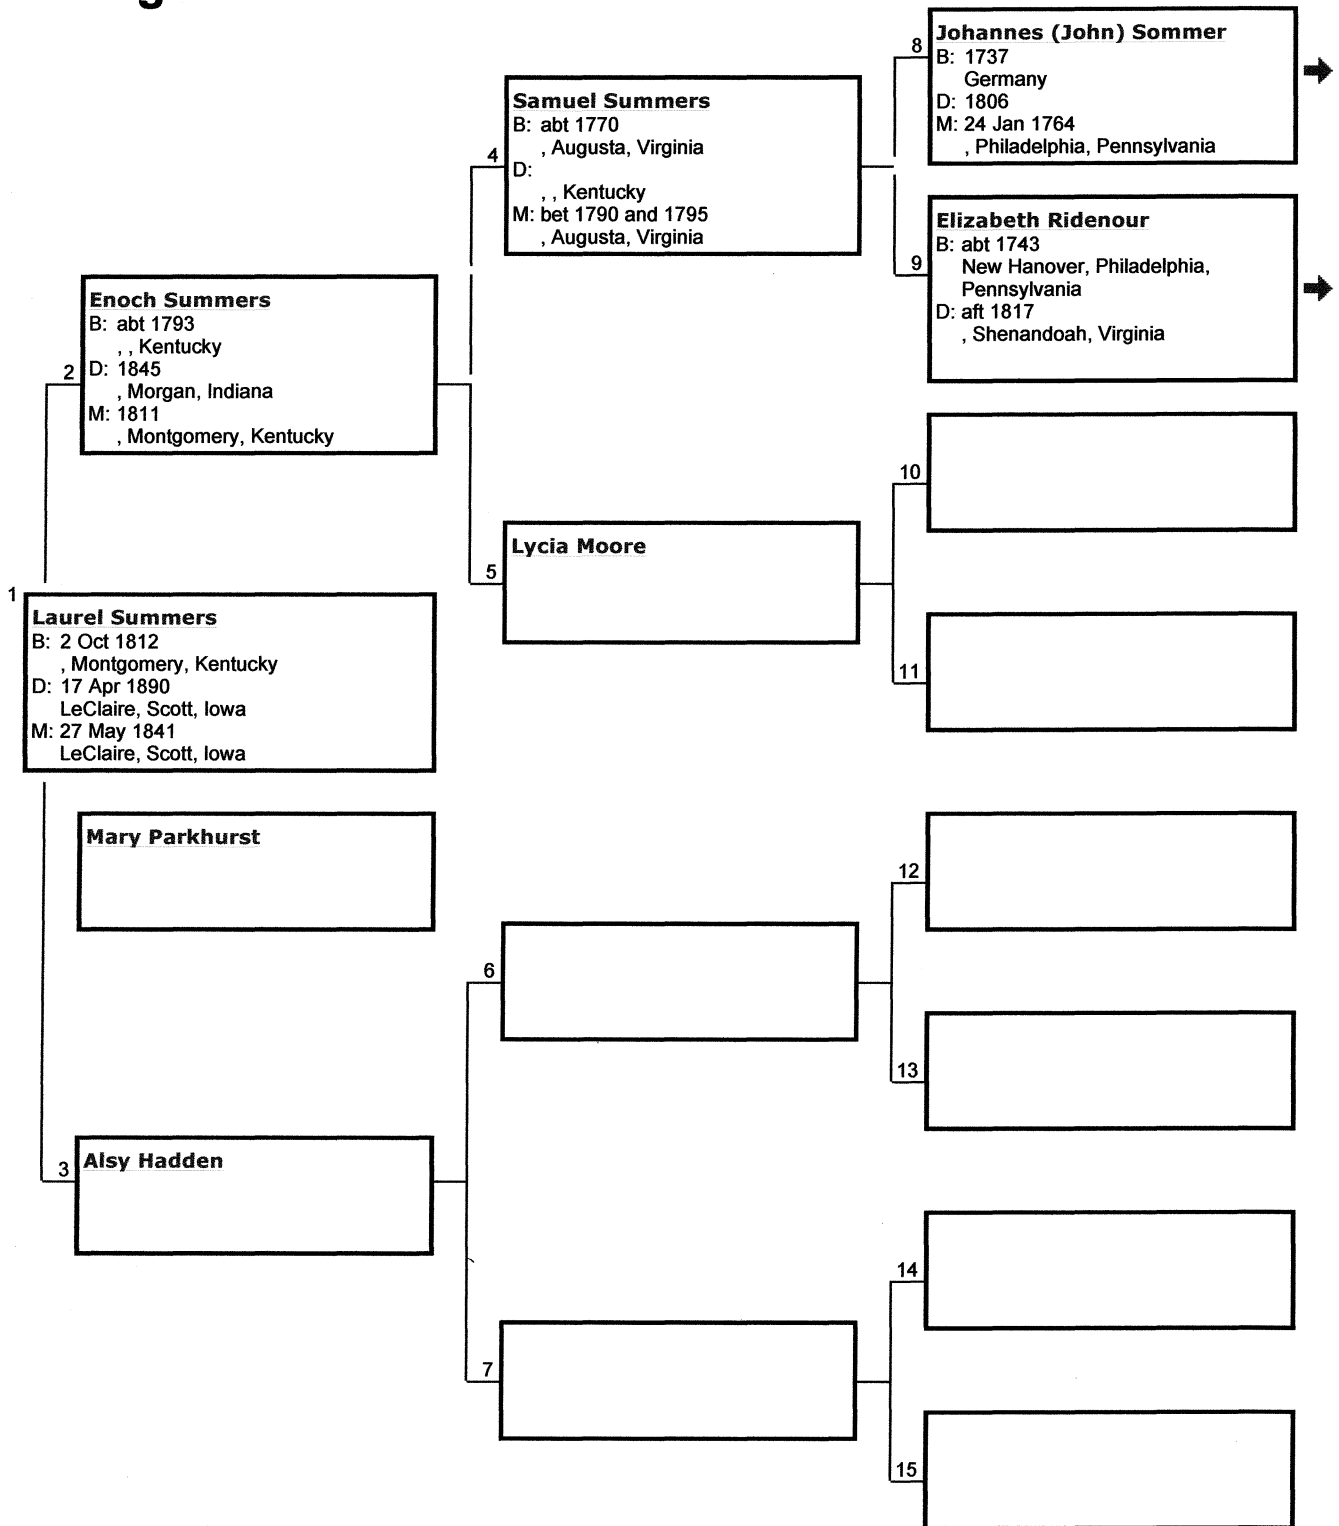 8
Johannes (John) Sommer
B: 1737
Germany
D: 1806
M: 24 Jan 1764
, Philadelphia, Pennsylvania
4
Samuel Summers
B: abt 1770
, Augusta, Virginia
D:
, , Kentucky
M: bet 1790 and 1795
, Augusta, Virginia
9
Elizabeth Ridenour
B: abt 1743
New Hanover, Philadelphia,
Pennsylvania
D: aft 1817
, Shenandoah, Virginia
2
Enoch Summers
B: abt 1793
, , Kentucky
D: 1845
, Morgan, Indiana
M: 1811
, Montgomery, Kentucky
10
5
Lycia Moore
11
1
Laurel Summers
B: 2 Oct 1812
, Montgomery, Kentucky
D: 17 Apr 1890
LeClaire, Scott, Iowa
M: 27 May 1841
LeClaire, Scott, Iowa
Mary Parkhurst
12
6
13
3
Alsy Hadden
14
7
15